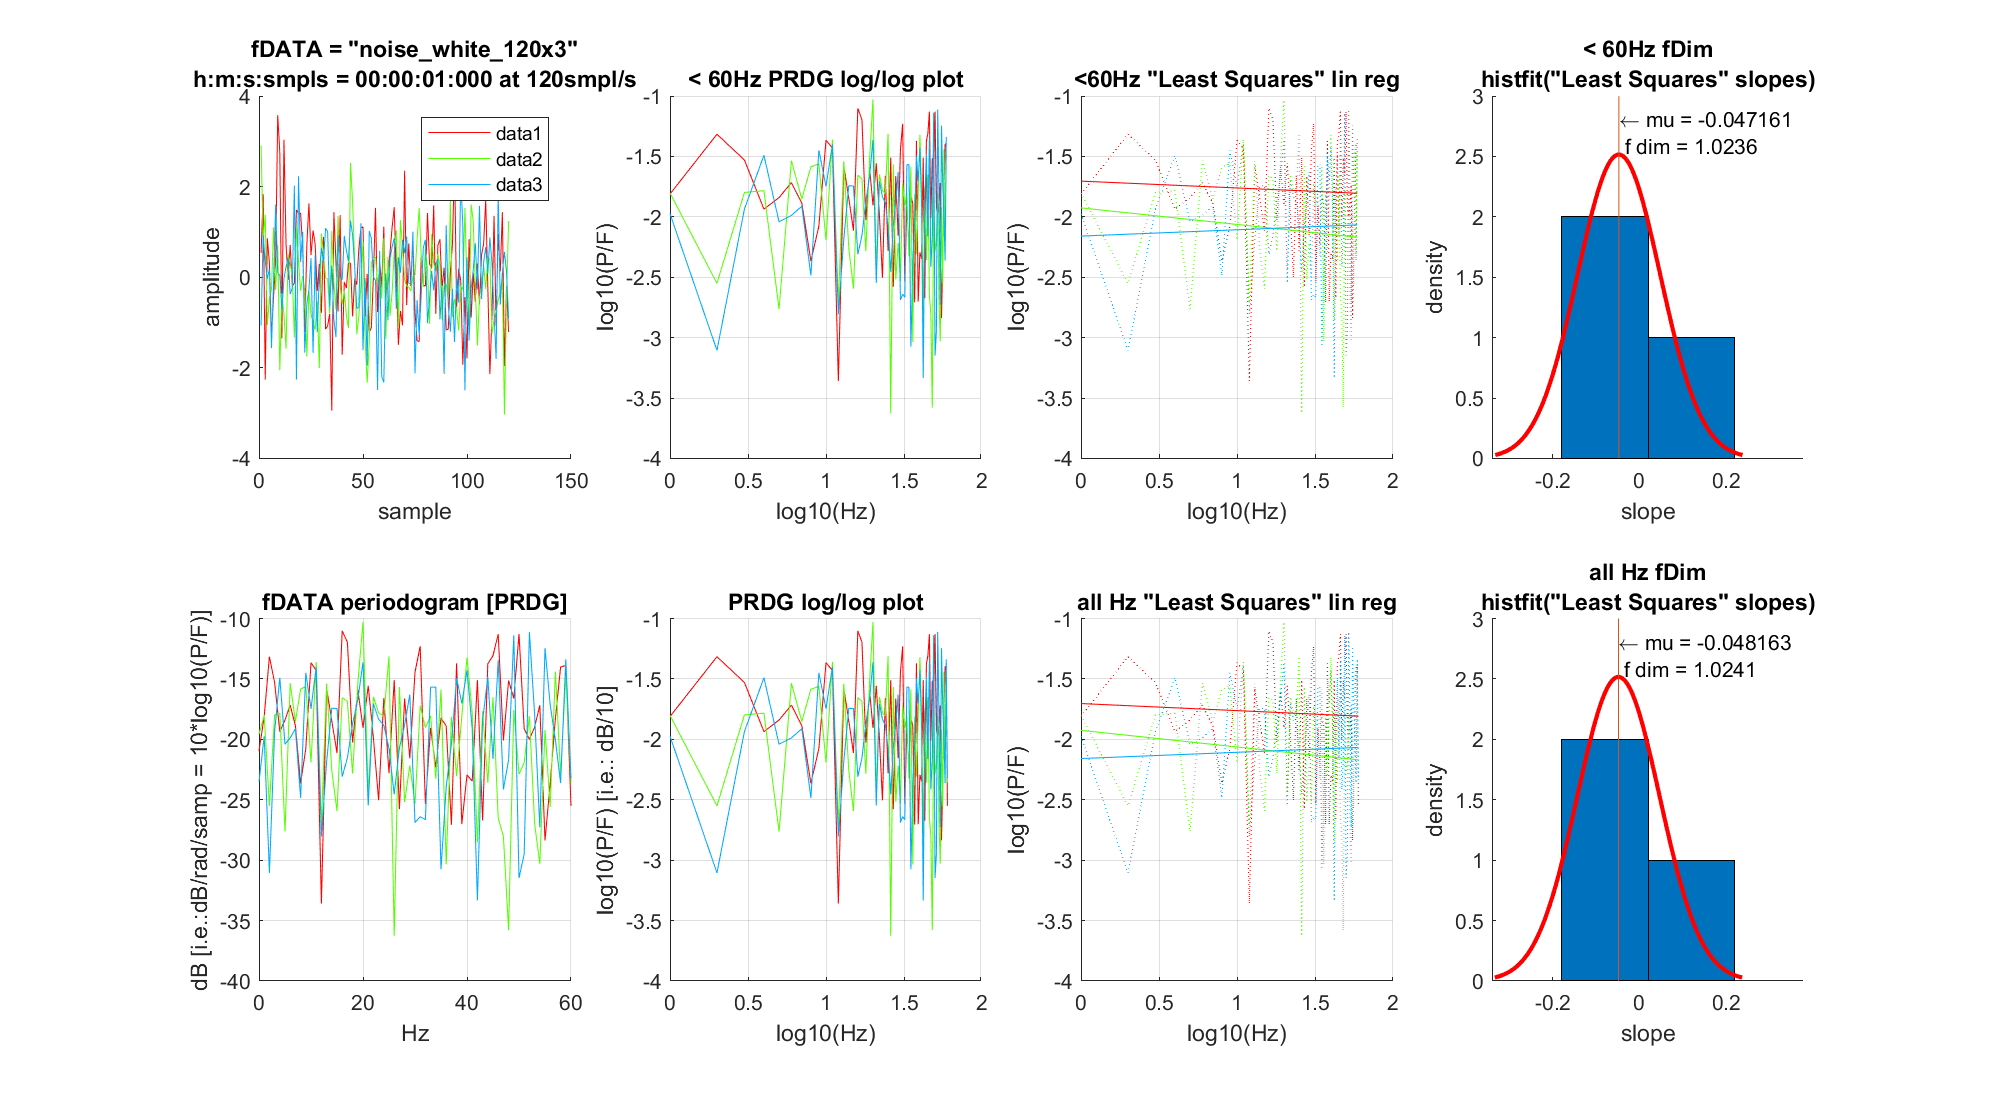 fDATA = "noise_white_120x3"
h:m:s:smpls = 00:00:01:000 at 120smpl/s
4
2
0
-2
-4
0 50 100 150
amplitude
sample
data1
data2
data3
< 60Hz PRDG log/log plot
-1
-1.5
-2
-2.5
-3
-3.5
-4
0 0.5 1 1.5 2
log10(P/F)
log10(Hz)
<60Hz "Least Squares" lin reg
-1
-1.5
-2
-2.5
-3
-3.5
-4
0 0.5 1 1.5 2
log10(P/F)
log10(Hz)
< 60Hz fDim
histfit("Least Squares" slopes)
3
2.5
2
1.5
1
0.5
0
-0.2 0 0.2
density
slope
← mu = -0.047161
f dim = 1.0236
fDATA periodogram [PRDG]
-10
-15
-20
-25
-30
-35
-40
0 20 40 60
dB [i.e.:dB/rad/samp = 10*log10(P/F)]
Hz
PRDG log/log plot
-1
-1.5
-2
-2.5
-3
-3.5
-4
0 0.5 1 1.5 2
log10(P/F) [i.e.: dB/10]
log10(Hz)
all Hz "Least Squares" lin reg
-1
-1.5
-2
-2.5
-3
-3.5
-4
0 0.5 1 1.5 2
log10(P/F)
log10(Hz)
all Hz fDim
histfit("Least Squares" slopes)
3
2.5
2
1.5
1
0.5
0
-0.2 0 0.2
density
slope
← mu = -0.048163
f dim = 1.0241